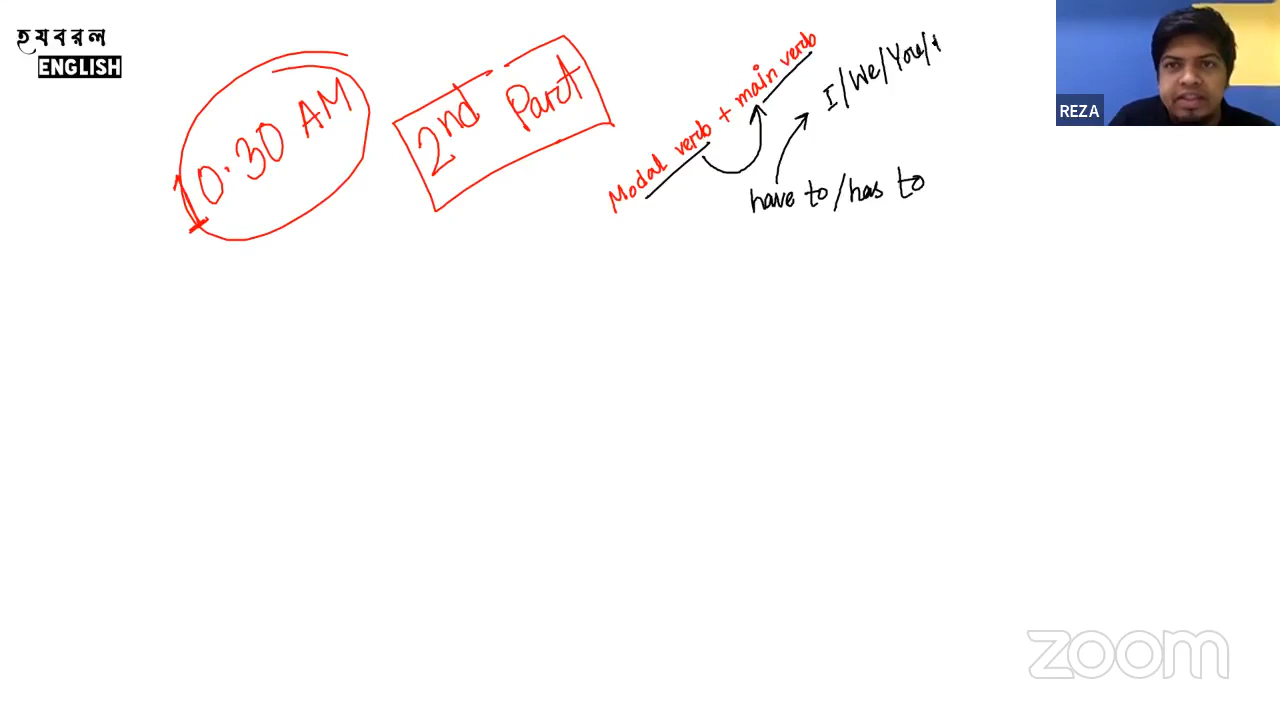 হযবরল
ENGLISH
10:30 AM
2nd Part
Modal verb + main verb
I/We/You/
have to/has to
REZA
zoom